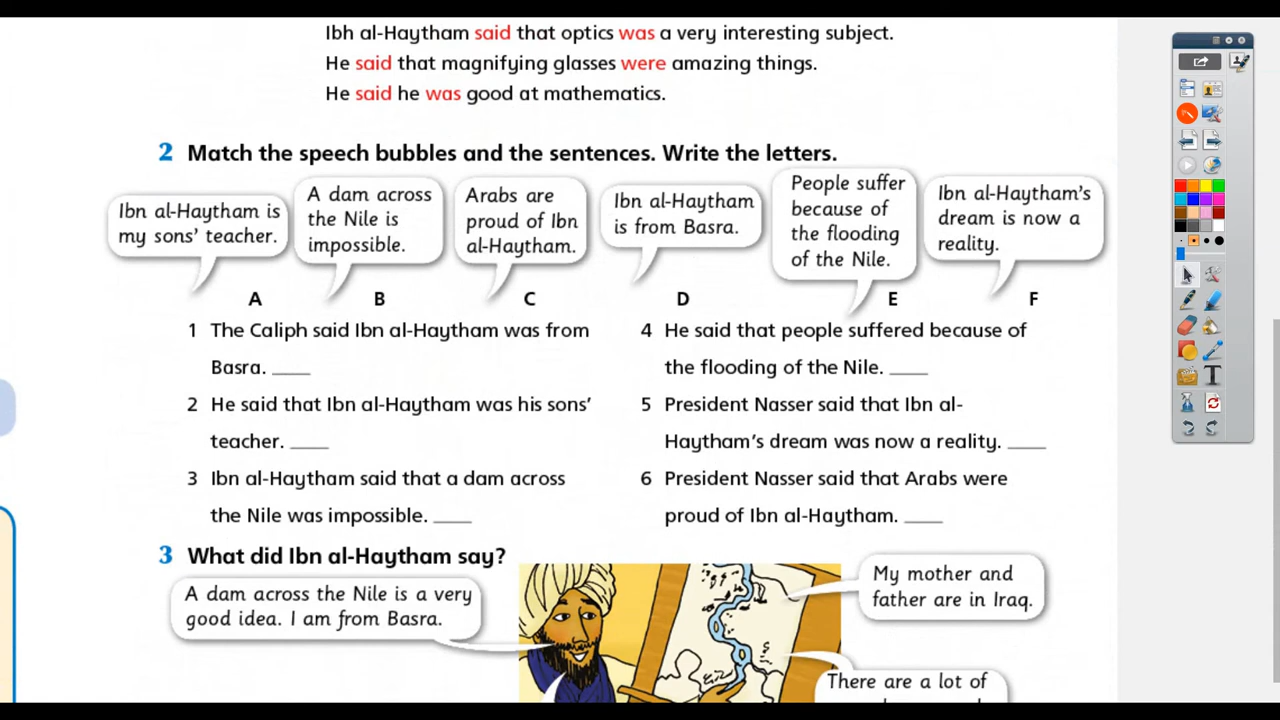 Ibh al-Haytham said that optics was a very interesting subject.
He said that magnifying glasses were amazing things.
He said he was good at mathematics.
2 Match the speech bubbles and the sentences. Write the letters.
Ibn al-Haytham is
my sons' teacher.
A dam across
the Nile is
impossible.
Arabs are
proud of Ibn
al-Haytham.
Ibn al-Haytham
is from Basra.
People suffer
because of
the flooding
of the Nile.
Ibn al-Haytham's
dream is now a
reality.
A B C D E F
1 The Caliph said Ibn al-Haytham was from
Basra. ____
2 He said that Ibn al-Haytham was his sons'
teacher. ____
3 Ibn al-Haytham said that a dam across
the Nile was impossible. ____
4 He said that people suffered because of
the flooding of the Nile. ____
5 President Nasser said that Ibn al-
Haytham's dream was now a reality. ____
6 President Nasser said that Arabs were
proud of Ibn al-Haytham. ____
3 What did Ibn al-Haytham say?
A dam across the Nile is a very
good idea. I am from Basra.
My mother and
father are in Iraq.
There are a lot of